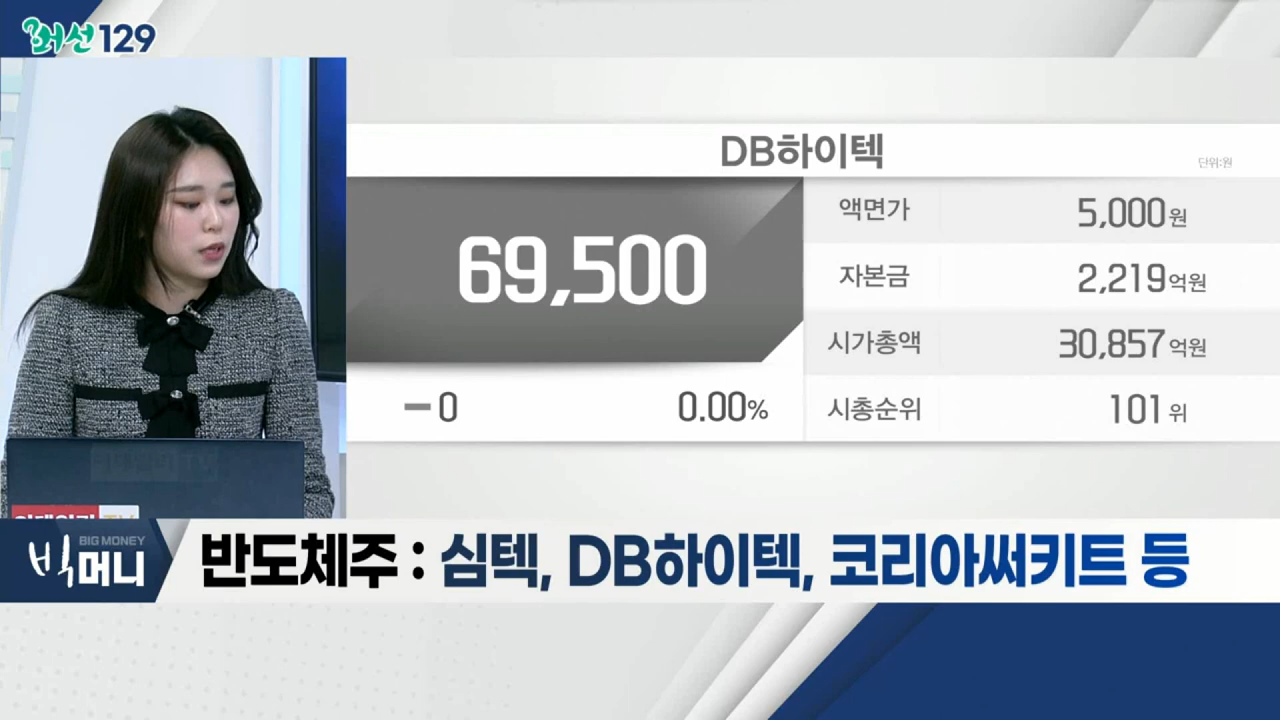 머선129
DB하이텍
단위:원
69,500
0 0.00%
액면가 5,000원
자본금 2,219억원
시가총액 30,857억원
시총순위 101위
BIG MONEY
빅머니
반도체주 : 심텍, DB하이텍, 코리아써키트 등